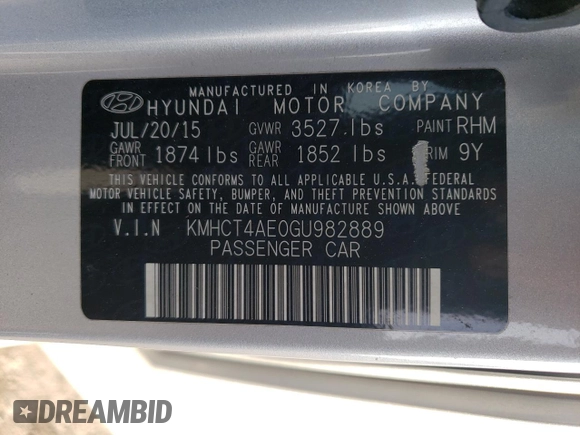 MANUFACTURED IN KOREA BY
HYUNDAI MOTOR COMPANY
JUL/20/15 GVWR 3527 lbs PAINT RHM
GAWR FRONT 1874 lbs GAWR REAR 1852 lbs RIM 9Y
THIS VEHICLE CONFORMS TO ALL APPLICABLE U.S.A. FEDERAL
MOTOR VEHICLE SAFETY, BUMPER, AND THEFT PREVENTION STANDARDS
IN EFFECT ON THE DATE OF MANUFACTURE SHOWN ABOVE.
V.I.N KMHCT4AE0GU982889
PASSENGER CAR
DREAMBID